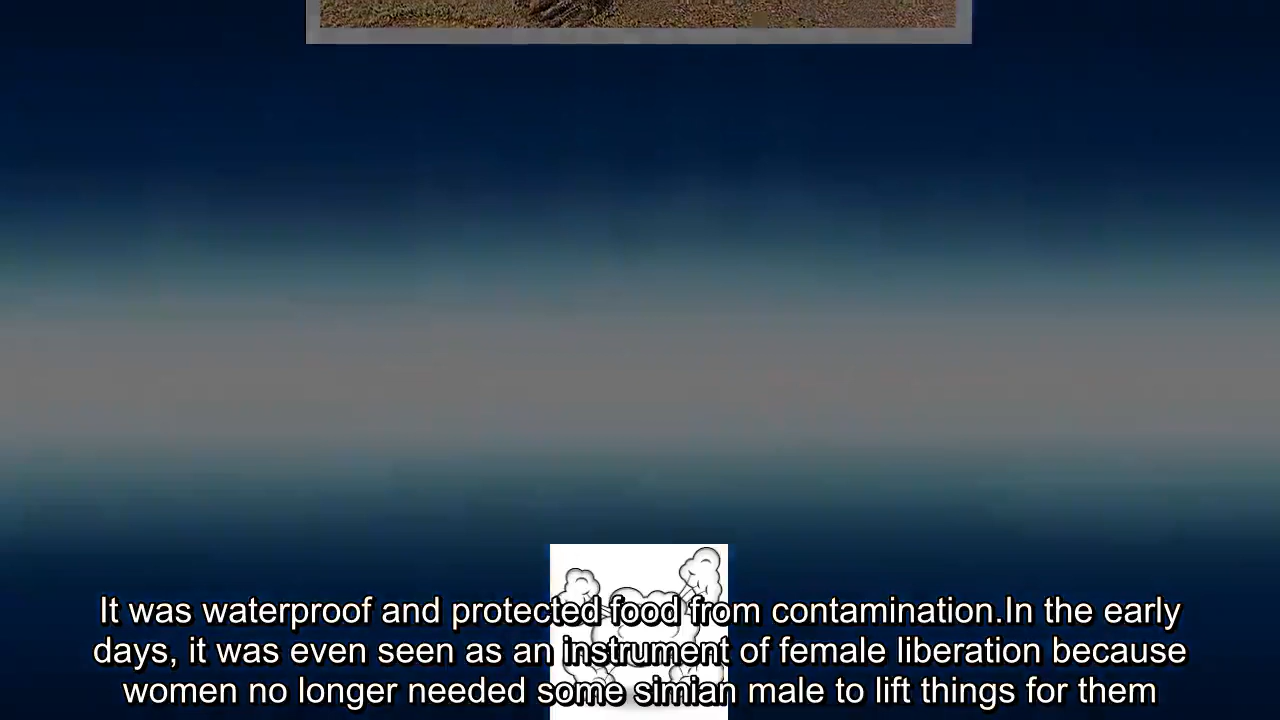 It was waterproof and protected food from contamination.In the early
days, it was even seen as an instrument of female liberation because
women no longer needed some simian male to lift things for them